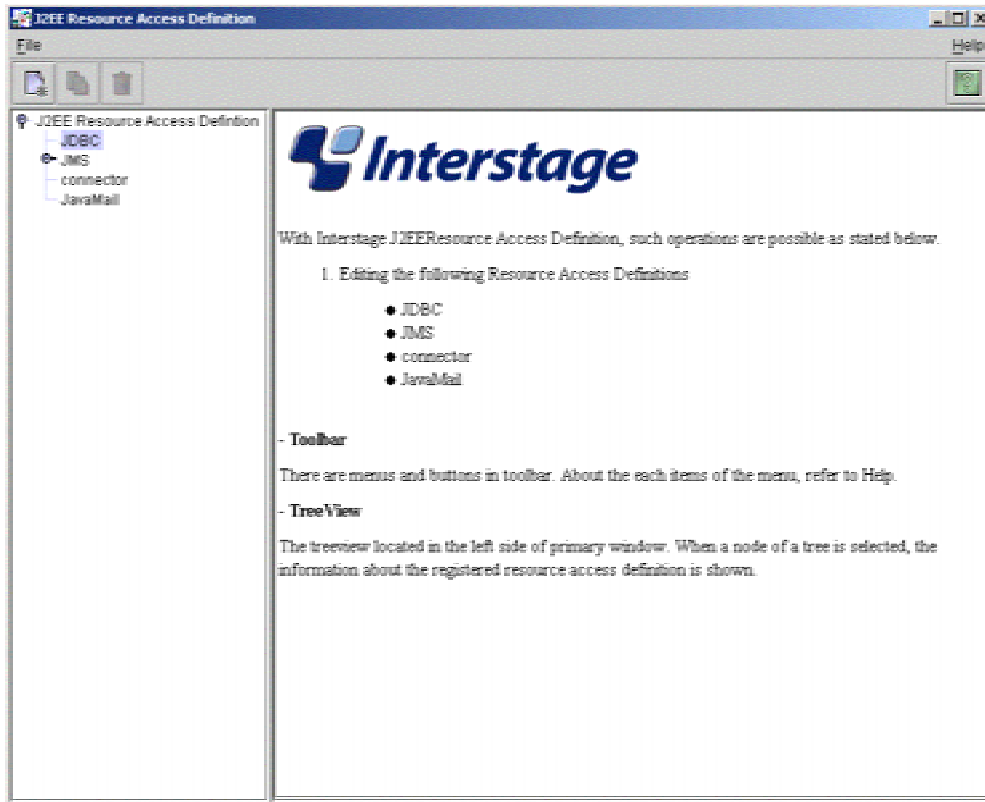 J2EE Resource Access Definition
File
Help
J2EE Resource Access Defintion
JDBC
JMS
connector
JavaMail
Interstage
With Interstage J2EEResource Access Definition, such operations are possible as stated below.
1. Editing the following Resource Access Definitions
● JDBC
● JMS
● connector
● JavaMail
- Toolbar
There are menus and buttons in toolbar. About the each items of the menu, refer to Help.
- TreeView
The treeview located in the left side of primary window. When a node of a tree is selected, the
information about the registered resource access definition is shown.